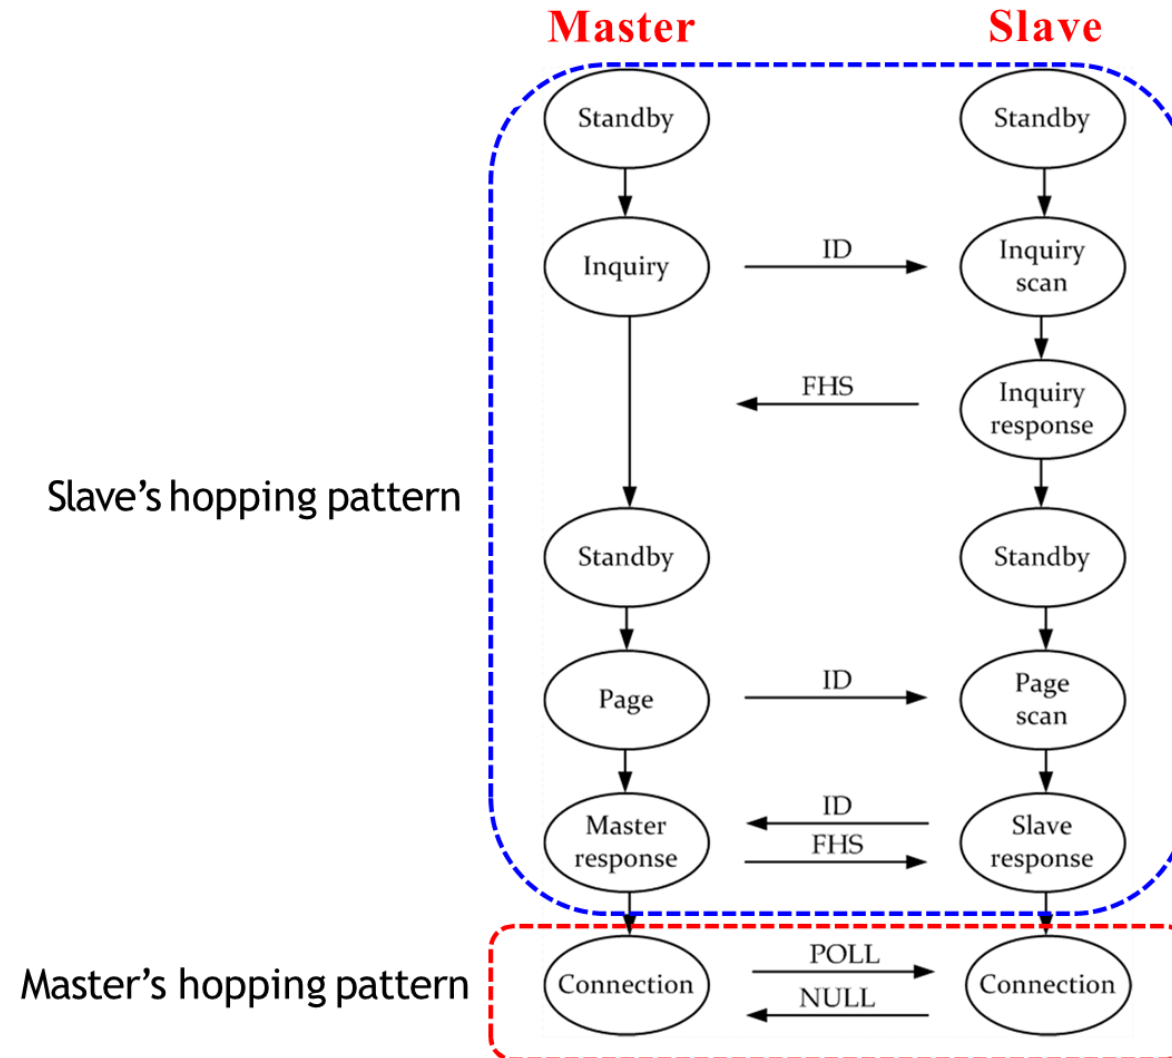 Master
Slave
Standby
Standby
Inquiry
ID
Inquiry
scan
FHS
Inquiry
response
Slave's hopping pattern
Standby
Standby
Page
ID
Page
scan
Master
response
ID
FHS
Slave
response
Master's hopping pattern
Connection
POLL
NULL
Connection